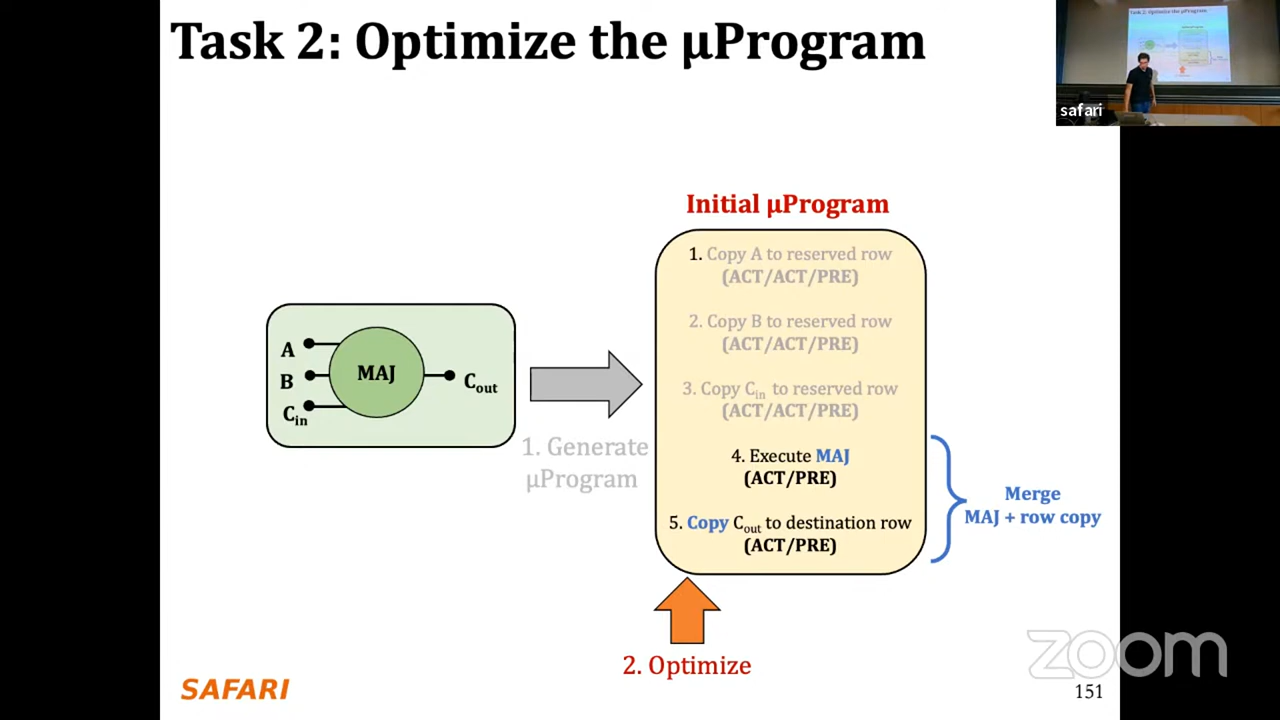 Task 2: Optimize the µProgram
safari
Initial µProgram
1. Copy A to reserved row
(ACT/ACT/PRE)
2. Copy B to reserved row
(ACT/ACT/PRE)
3. Copy Cin to reserved row
(ACT/ACT/PRE)
4. Execute MAJ
(ACT/PRE)
5. Copy Cout to destination row
(ACT/PRE)
A
B
Cin
MAJ
Cout
1. Generate
µProgram
Merge
MAJ + row copy
2. Optimize
SAFARI
zoom
151